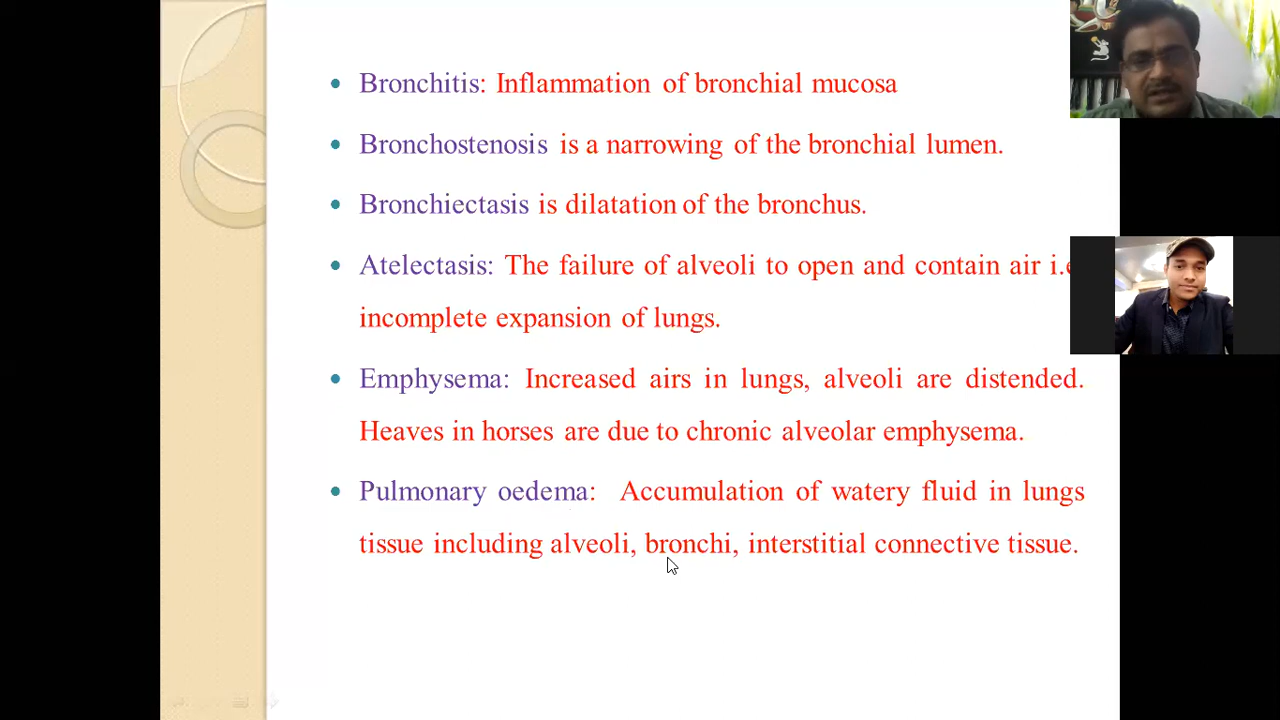 Bronchitis: Inflammation of bronchial mucosa
Bronchostenosis is a narrowing of the bronchial lumen.
Bronchiectasis is dilatation of the bronchus.
Atelectasis: The failure of alveoli to open and contain air i.e
incomplete expansion of lungs.
Emphysema: Increased airs in lungs, alveoli are distended.
Heaves in horses are due to chronic alveolar emphysema.
Pulmonary oedema: Accumulation of watery fluid in lungs
tissue including alveoli, bronchi, interstitial connective tissue.